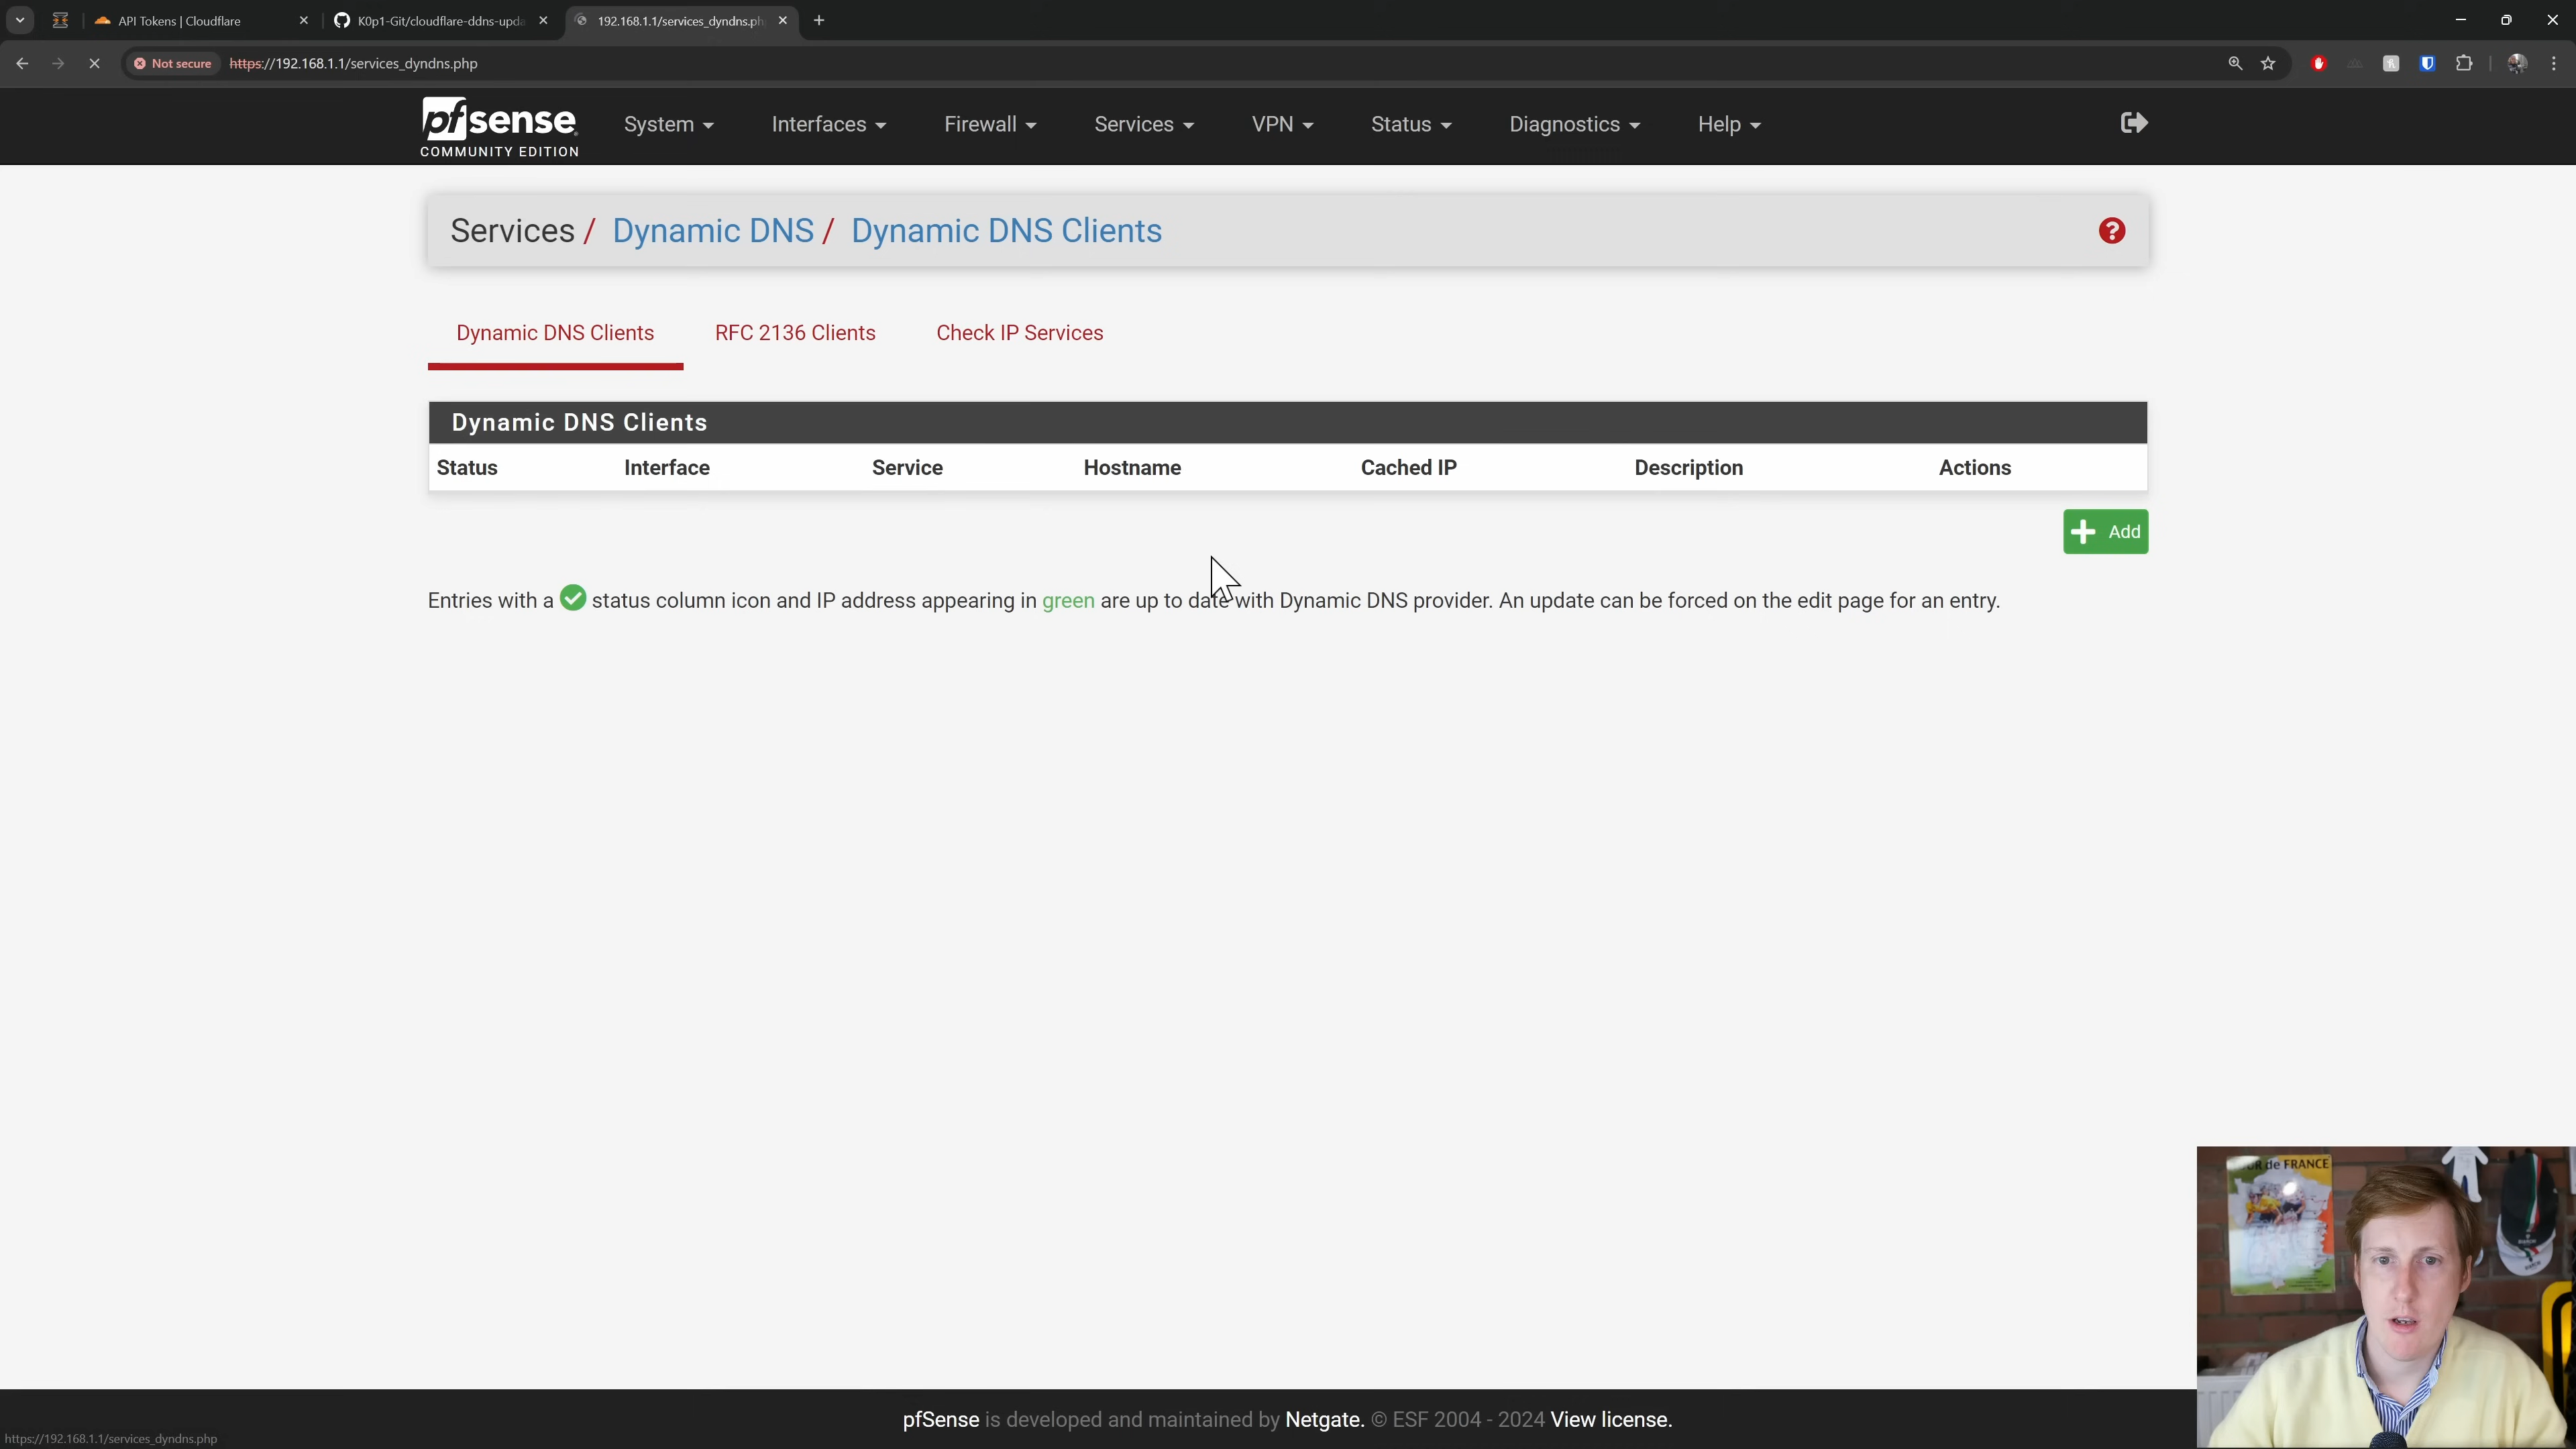 API Tokens | Cloudflare
K0p1-Git/cloudflare-ddns-upda
192.168.1.1/services_dyndns.ph
Not secure
https://192.168.1.1/services_dyndns.php
pfsense
COMMUNITY EDITION
System
Interfaces
Firewall
Services
VPN
Status
Diagnostics
Help
Services / Dynamic DNS / Dynamic DNS Clients
Dynamic DNS Clients
RFC 2136 Clients
Check IP Services
Dynamic DNS Clients
Status Interface Service Hostname Cached IP Description Actions
Add
Entries with a status column icon and IP address appearing in green are up to date with Dynamic DNS provider. An update can be forced on the edit page for an entry.
UR de FRANCE
pfSense is developed and maintained by Netgate. © ESF 2004 - 2024 View license.
https://192.168.1.1/services_dyndns.php